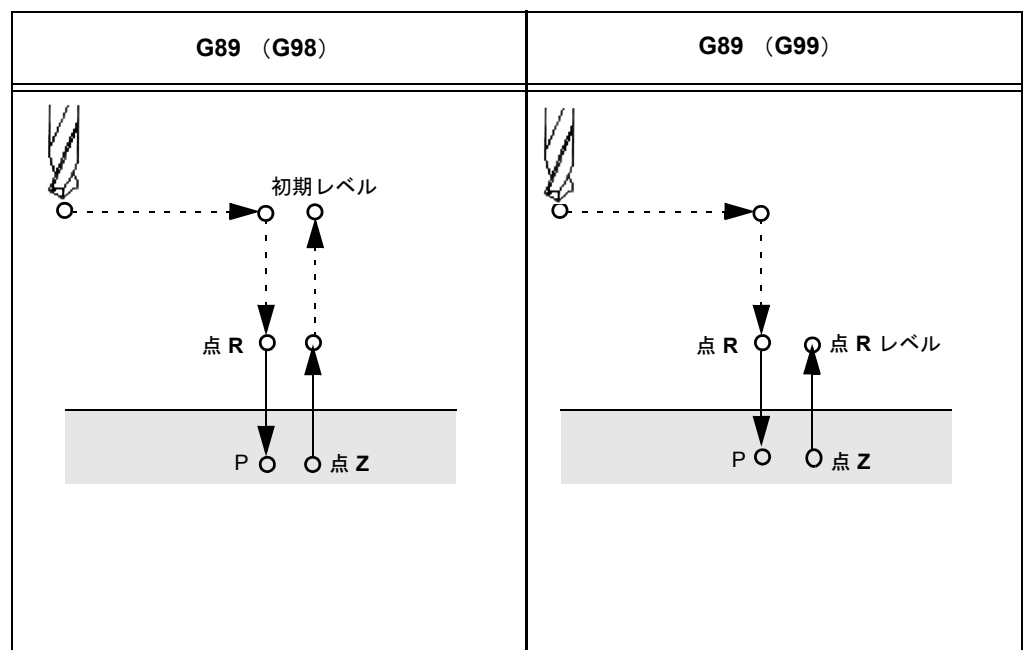 G89 （G98）
G89 （G99）
初期レベル
点 R
P
点 Z
点 R
点 R レベル
P
点 Z